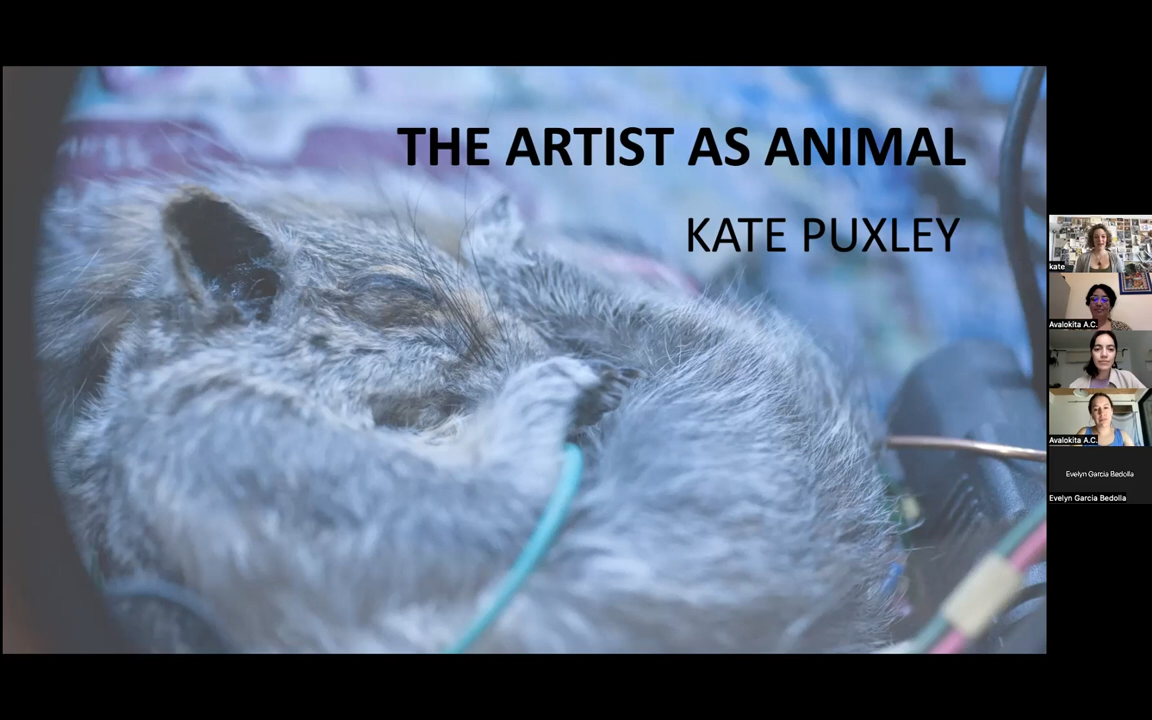 THE ARTIST AS ANIMAL
KATE PUXLEY
kate
Avalokita A.C.
Avalokita A.C.
Evelyn Garcia Bedolla
Evelyn Garcia Bedolla